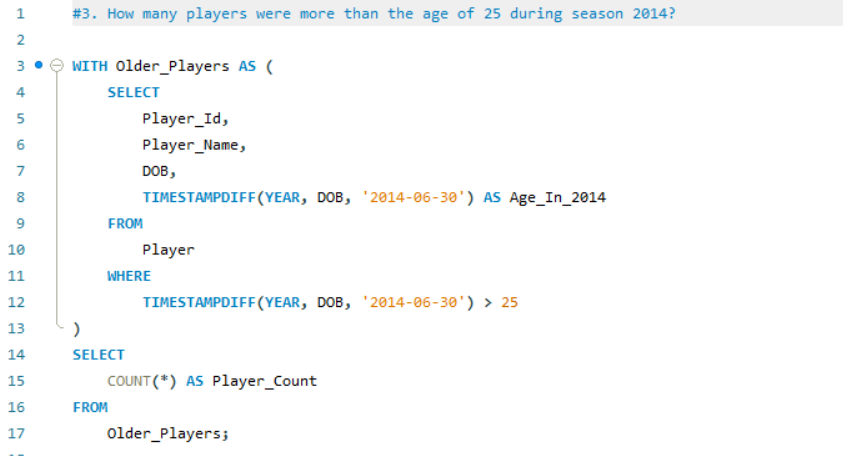 1 #3. How many players were more than the age of 25 during season 2014?
2
3 WITH Older_Players AS (
4 SELECT
5 Player_Id,
6 Player_Name,
7 DOB,
8 TIMESTAMPDIFF(YEAR, DOB, '2014-06-30') AS Age_In_2014
9 FROM
10 Player
11 WHERE
12 TIMESTAMPDIFF(YEAR, DOB, '2014-06-30') > 25
13 )
14 SELECT
15 COUNT(*) AS Player_Count
16 FROM
17 Older_Players;